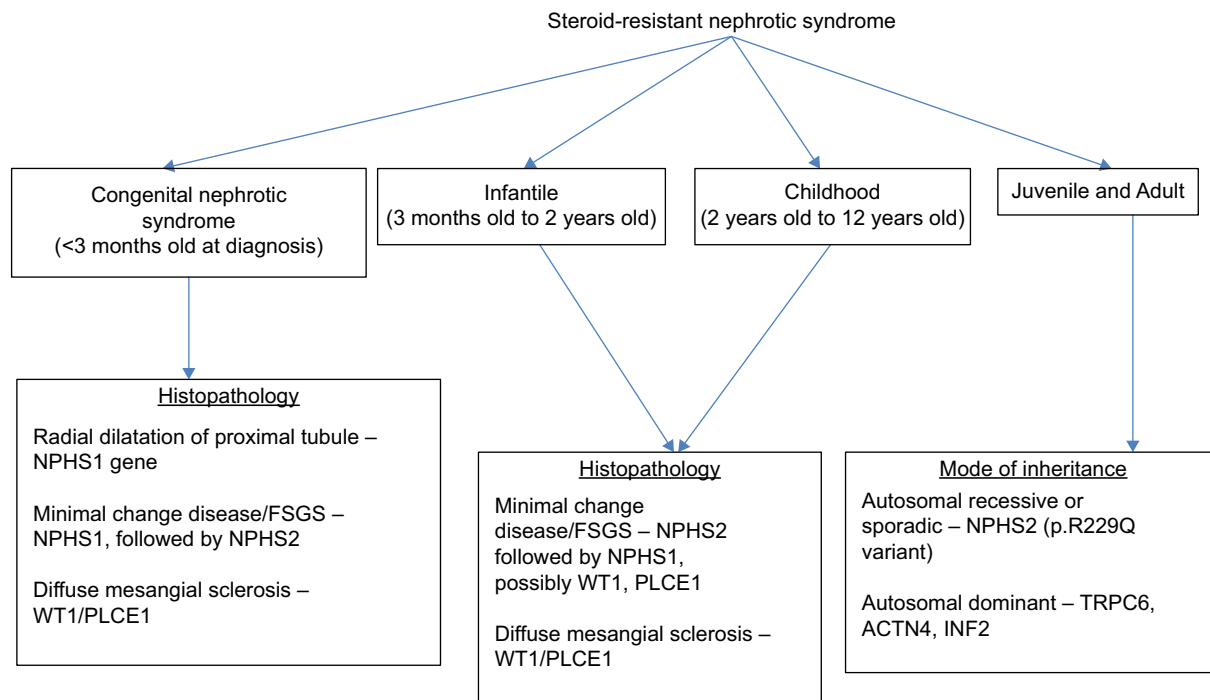 Steroid-resistant nephrotic syndrome
Congenital nephrotic
syndrome
(<3 months old at diagnosis)
Infantile
(3 months old to 2 years old)
Childhood
(2 years old to 12 years old)
Juvenile and Adult
Histopathology
Radial dilatation of proximal tubule –
NPHS1 gene
Minimal change disease/FSGS –
NPHS1, followed by NPHS2
Diffuse mesangial sclerosis –
WT1/PLCE1
Histopathology
Minimal change
disease/FSGS – NPHS2
followed by NPHS1,
possibly WT1, PLCE1
Diffuse mesangial sclerosis –
WT1/PLCE1
Mode of inheritance
Autosomal recessive or
sporadic – NPHS2 (p.R229Q
variant)
Autosomal dominant – TRPC6,
ACTN4, INF2